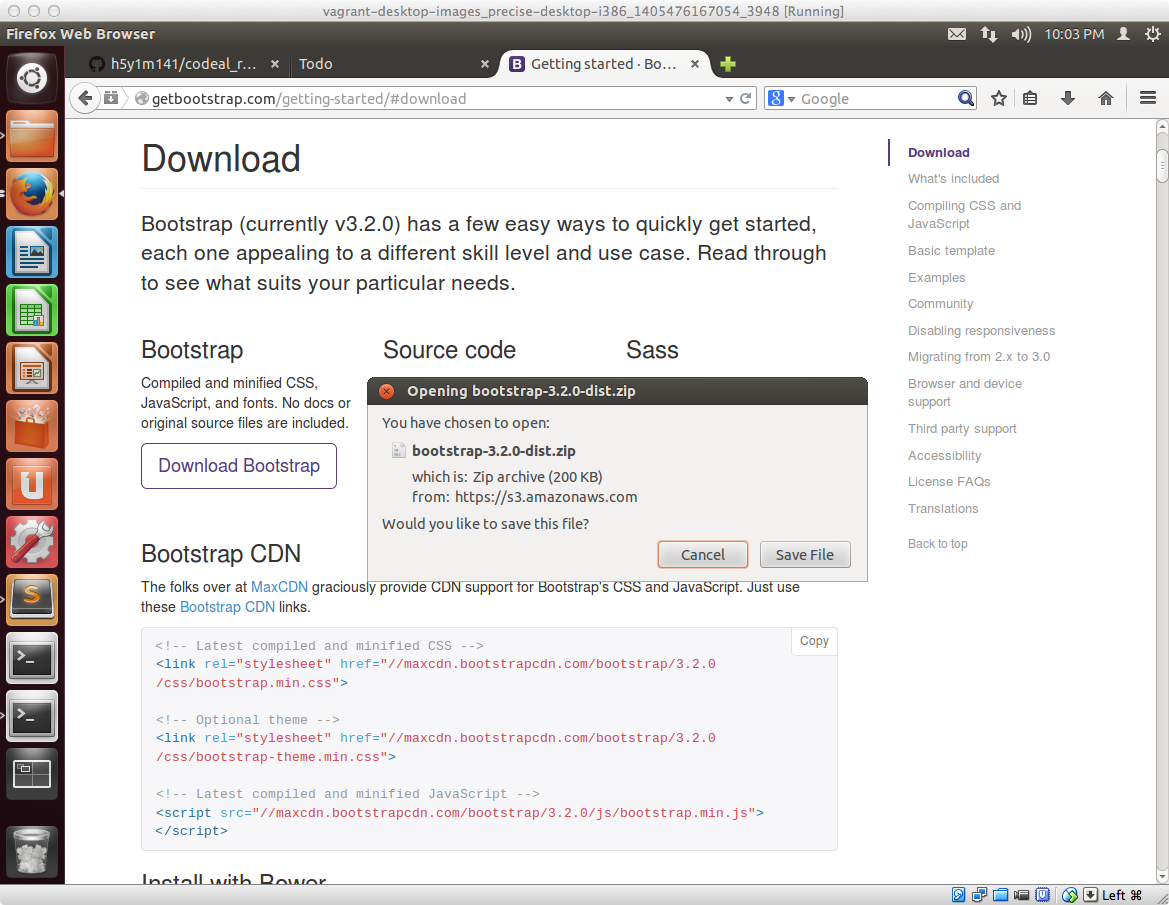 vagrant-desktop-images_precise-desktop-i386_1405476167054_3948 [Running]
Firefox Web Browser
10:03 PM
h5y1m141/codeal_r...
Todo
Getting started · Bo...
getbootstrap.com/getting-started/#download
Google
Download
Bootstrap (currently v3.2.0) has a few easy ways to quickly get started,
each one appealing to a different skill level and use case. Read through
to see what suits your particular needs.
Bootstrap
Compiled and minified CSS,
JavaScript, and fonts. No docs or
original source files are included.
Download Bootstrap
Source code
Sass
Opening bootstrap-3.2.0-dist.zip
You have chosen to open:
bootstrap-3.2.0-dist.zip
which is: Zip archive (200 KB)
from: https://s3.amazonaws.com
Would you like to save this file?
Cancel
Save File
Bootstrap CDN
The folks over at MaxCDN graciously provide CDN support for Bootstrap's CSS and JavaScript. Just use
these Bootstrap CDN links.
Copy
<!-- Latest compiled and minified CSS -->
<link rel="stylesheet" href="//maxcdn.bootstrapcdn.com/bootstrap/3.2.0
/css/bootstrap.min.css">
<!-- Optional theme -->
<link rel="stylesheet" href="//maxcdn.bootstrapcdn.com/bootstrap/3.2.0
/css/bootstrap-theme.min.css">
<!-- Latest compiled and minified JavaScript -->
<script src="//maxcdn.bootstrapcdn.com/bootstrap/3.2.0/js/bootstrap.min.js">
</script>
Install with Bower
Download
What's included
Compiling CSS and
JavaScript
Basic template
Examples
Community
Disabling responsiveness
Migrating from 2.x to 3.0
Browser and device
support
Third party support
Accessibility
License FAQs
Translations
Back to top
Left ⌘